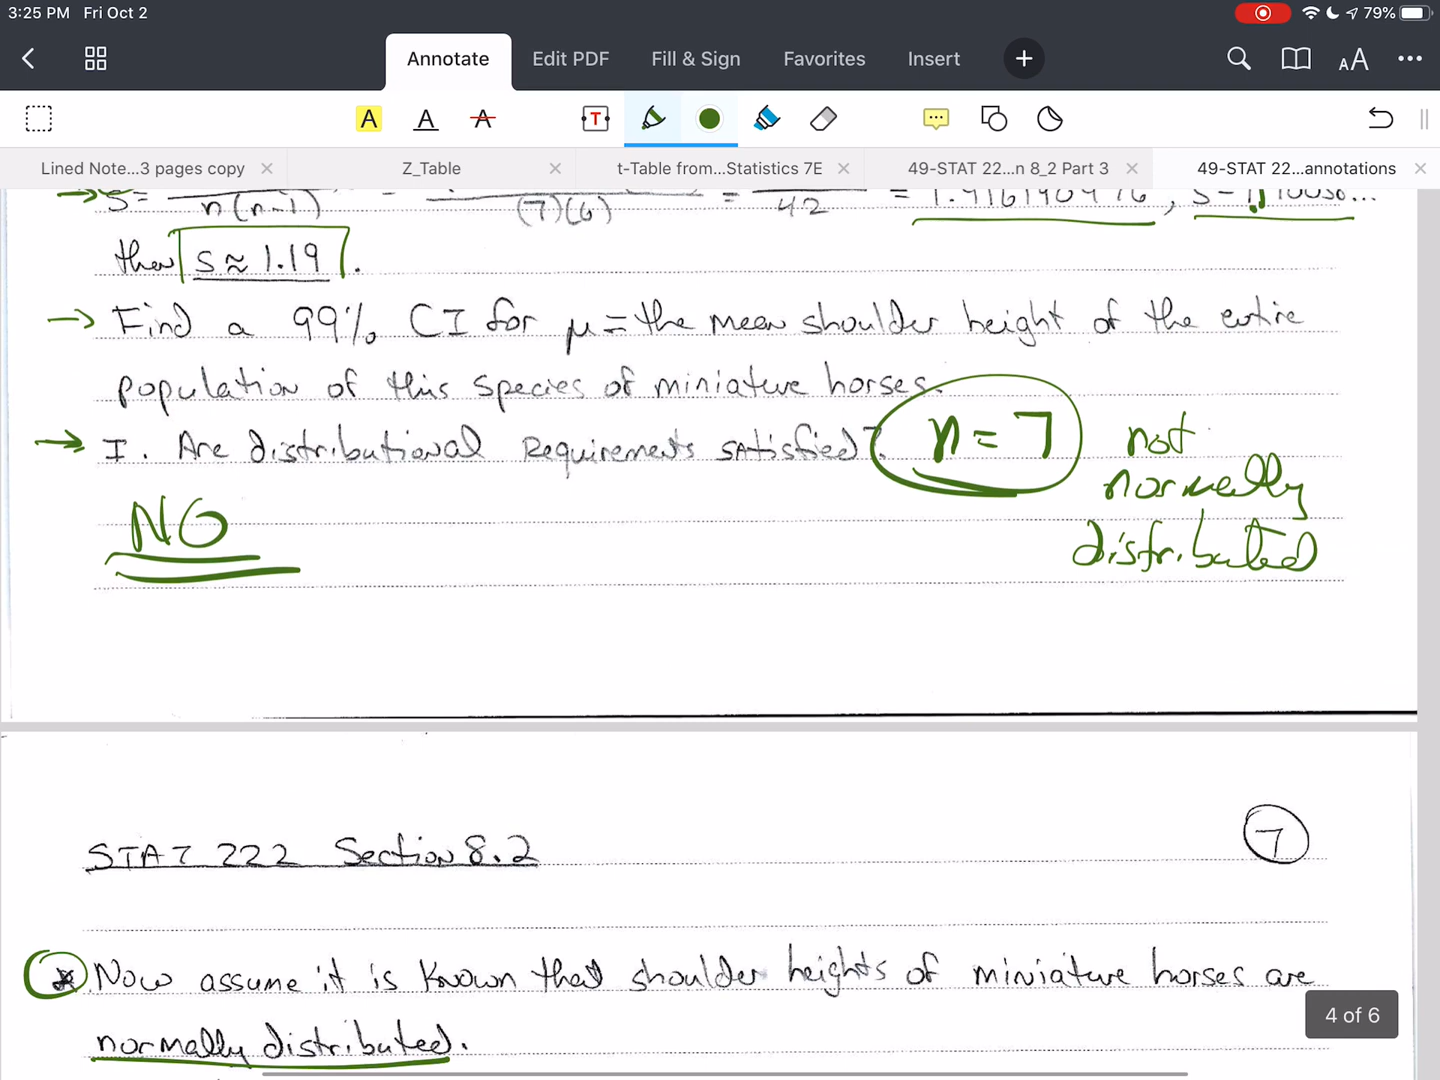 3:25 PM Fri Oct 2 79%
Annotate Edit PDF Fill & Sign Favorites Insert
A A A T
Lined Note...3 pages copy Z_Table t-Table from...Statistics 7E 49-STAT 22...n 8_2 Part 3 49-STAT 22...annotations
n(n-1) (7)(6) = 42 = ,
then s ≈ 1.19.
→ Find a 99% CI for μ = the mean shoulder height of the entire
population of this species of miniature horses.
→ I. Are distributional Requirements satisfied? n = 7 not
normally
NO distributed
STAT 222 Section 8.2 7
* Now assume it is known that shoulder heights of miniature horses are
4 of 6
normally distributed.